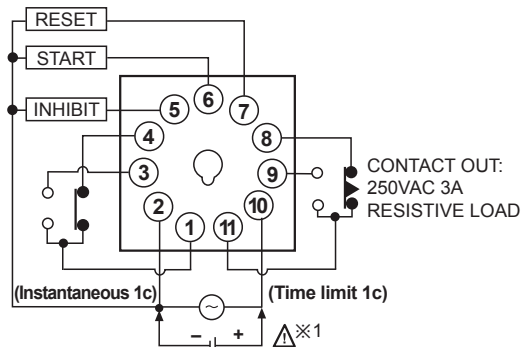 RESET
START
INHIBIT
6
5
7
4
8
3
9
2
10
1
11
CONTACT OUT:
250VAC 3A
RESISTIVE LOAD
(Instantaneous 1c)
(Time limit 1c)
~
− +
⚠※1